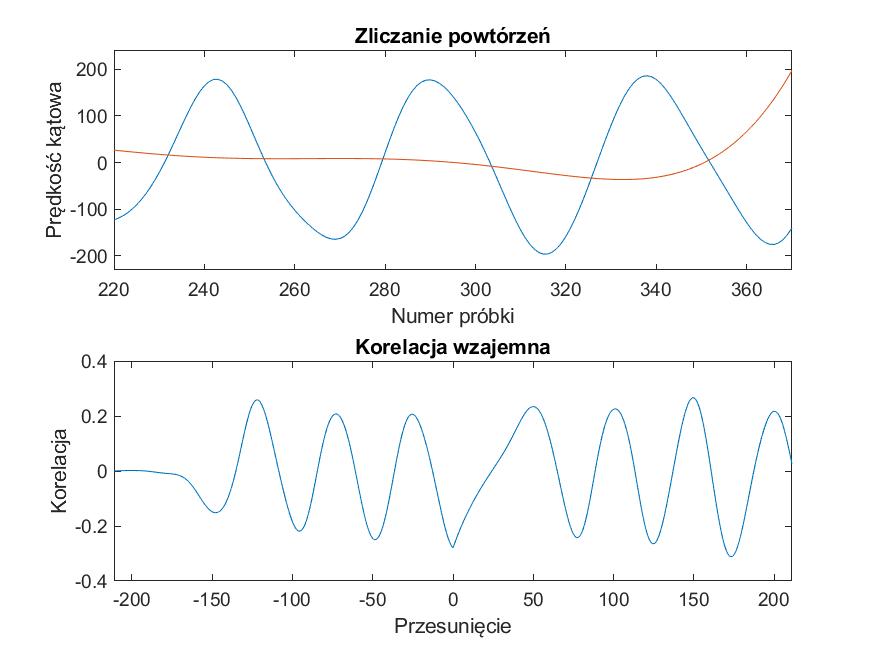 Zliczanie powtórzeń
200
100
0
-100
-200
Prędkość kątowa
220 240 260 280 300 320 340 360
Numer próbki
Korelacja wzajemna
0.4
0.2
0
-0.2
-0.4
Korelacja
-200 -150 -100 -50 0 50 100 150 200
Przesunięcie